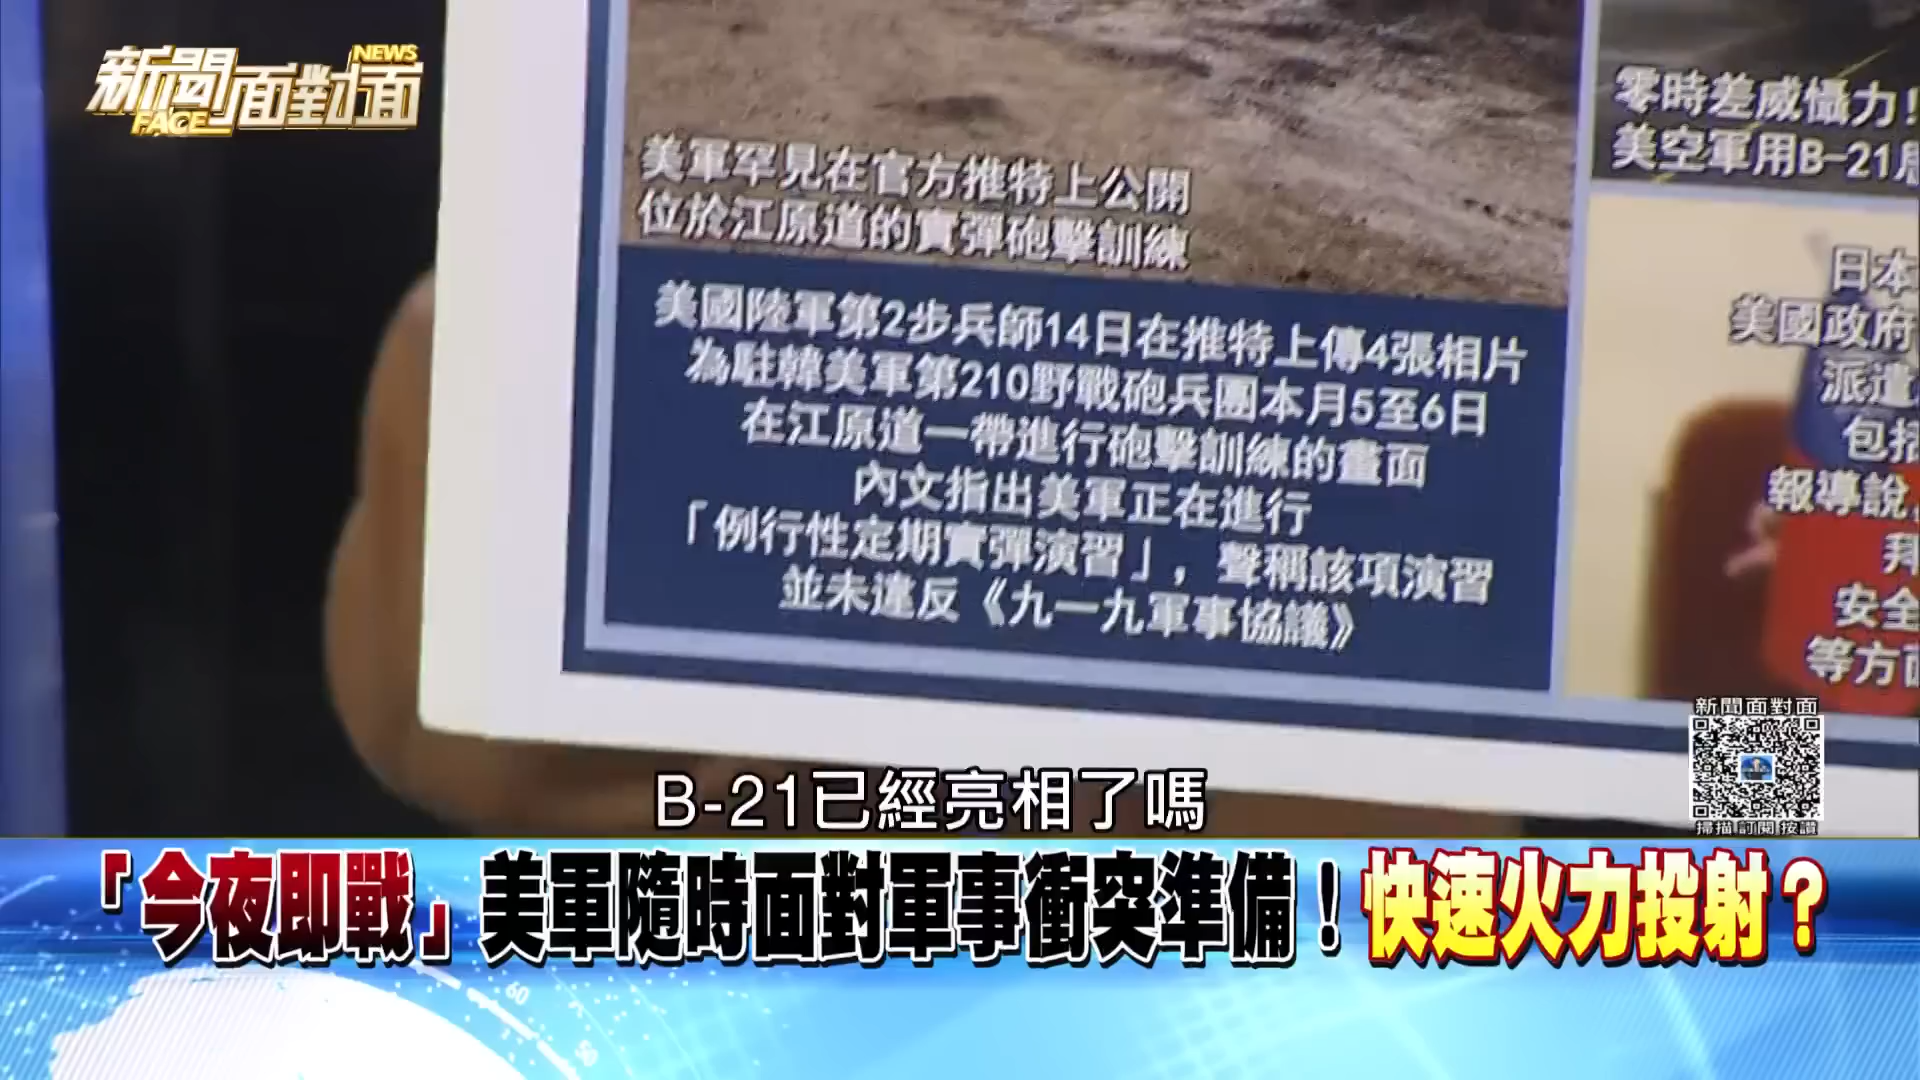 新聞面對面
NEWS
FACE
美軍罕見在官方推特上公開
位於江原道的實彈砲擊訓練
美國陸軍第2步兵師14日在推特上傳4張相片
為駐韓美軍第210野戰砲兵團本月5至6日
在江原道一帶進行砲擊訓練的畫面
內文指出美軍正在進行
「例行性定期實彈演習」，聲稱該項演習
並未違反《九一九軍事協議》
零時差威懾力！
美空軍用B-21
日本
美國政府
派遣
包括
報導說，
拜
安全
等方面
新聞面對面
掃描 訂閱 按讚
B-21已經亮相了嗎
「今夜即戰」美軍隨時面對軍事衝突準備！快速火力投射？
60
50